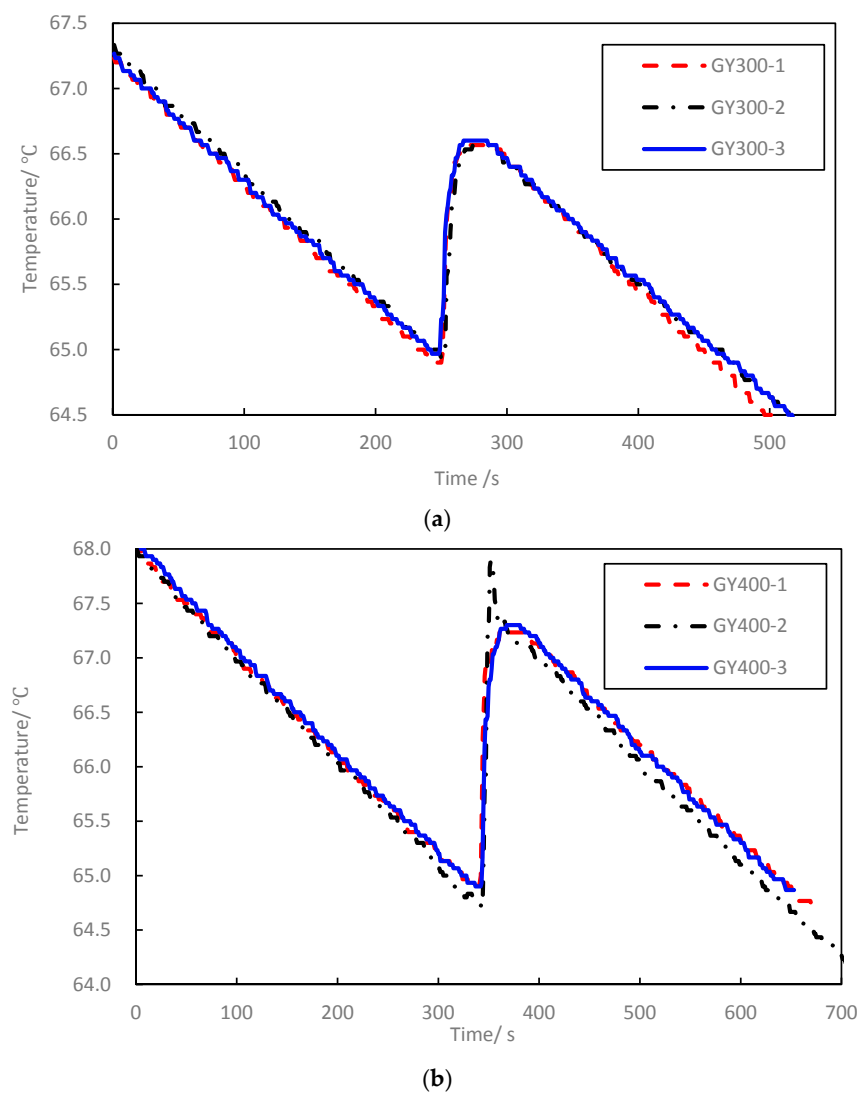 67.5
67.0
66.5
66.0
65.5
65.0
64.5
Temperature/ °C
0 100 200 300 400 500
Time /s
GY300-1
GY300-2
GY300-3
(a)
68.0
67.5
67.0
66.5
66.0
65.5
65.0
64.5
64.0
Temperature/ °C
0 100 200 300 400 500 600 700
Time/ s
GY400-1
GY400-2
GY400-3
(b)